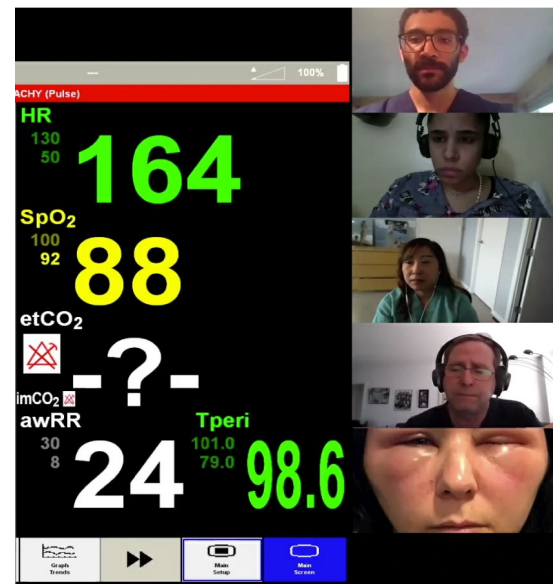 100%
ACHY (Pulse)
HR
130
50
164
SpO2
100
92
88
etCO2
-?-
imCO2
awRR
30
8
24
Tperi
101.0
79.0
98.6
Graph
Trends
Main
Setup
Main
Screen